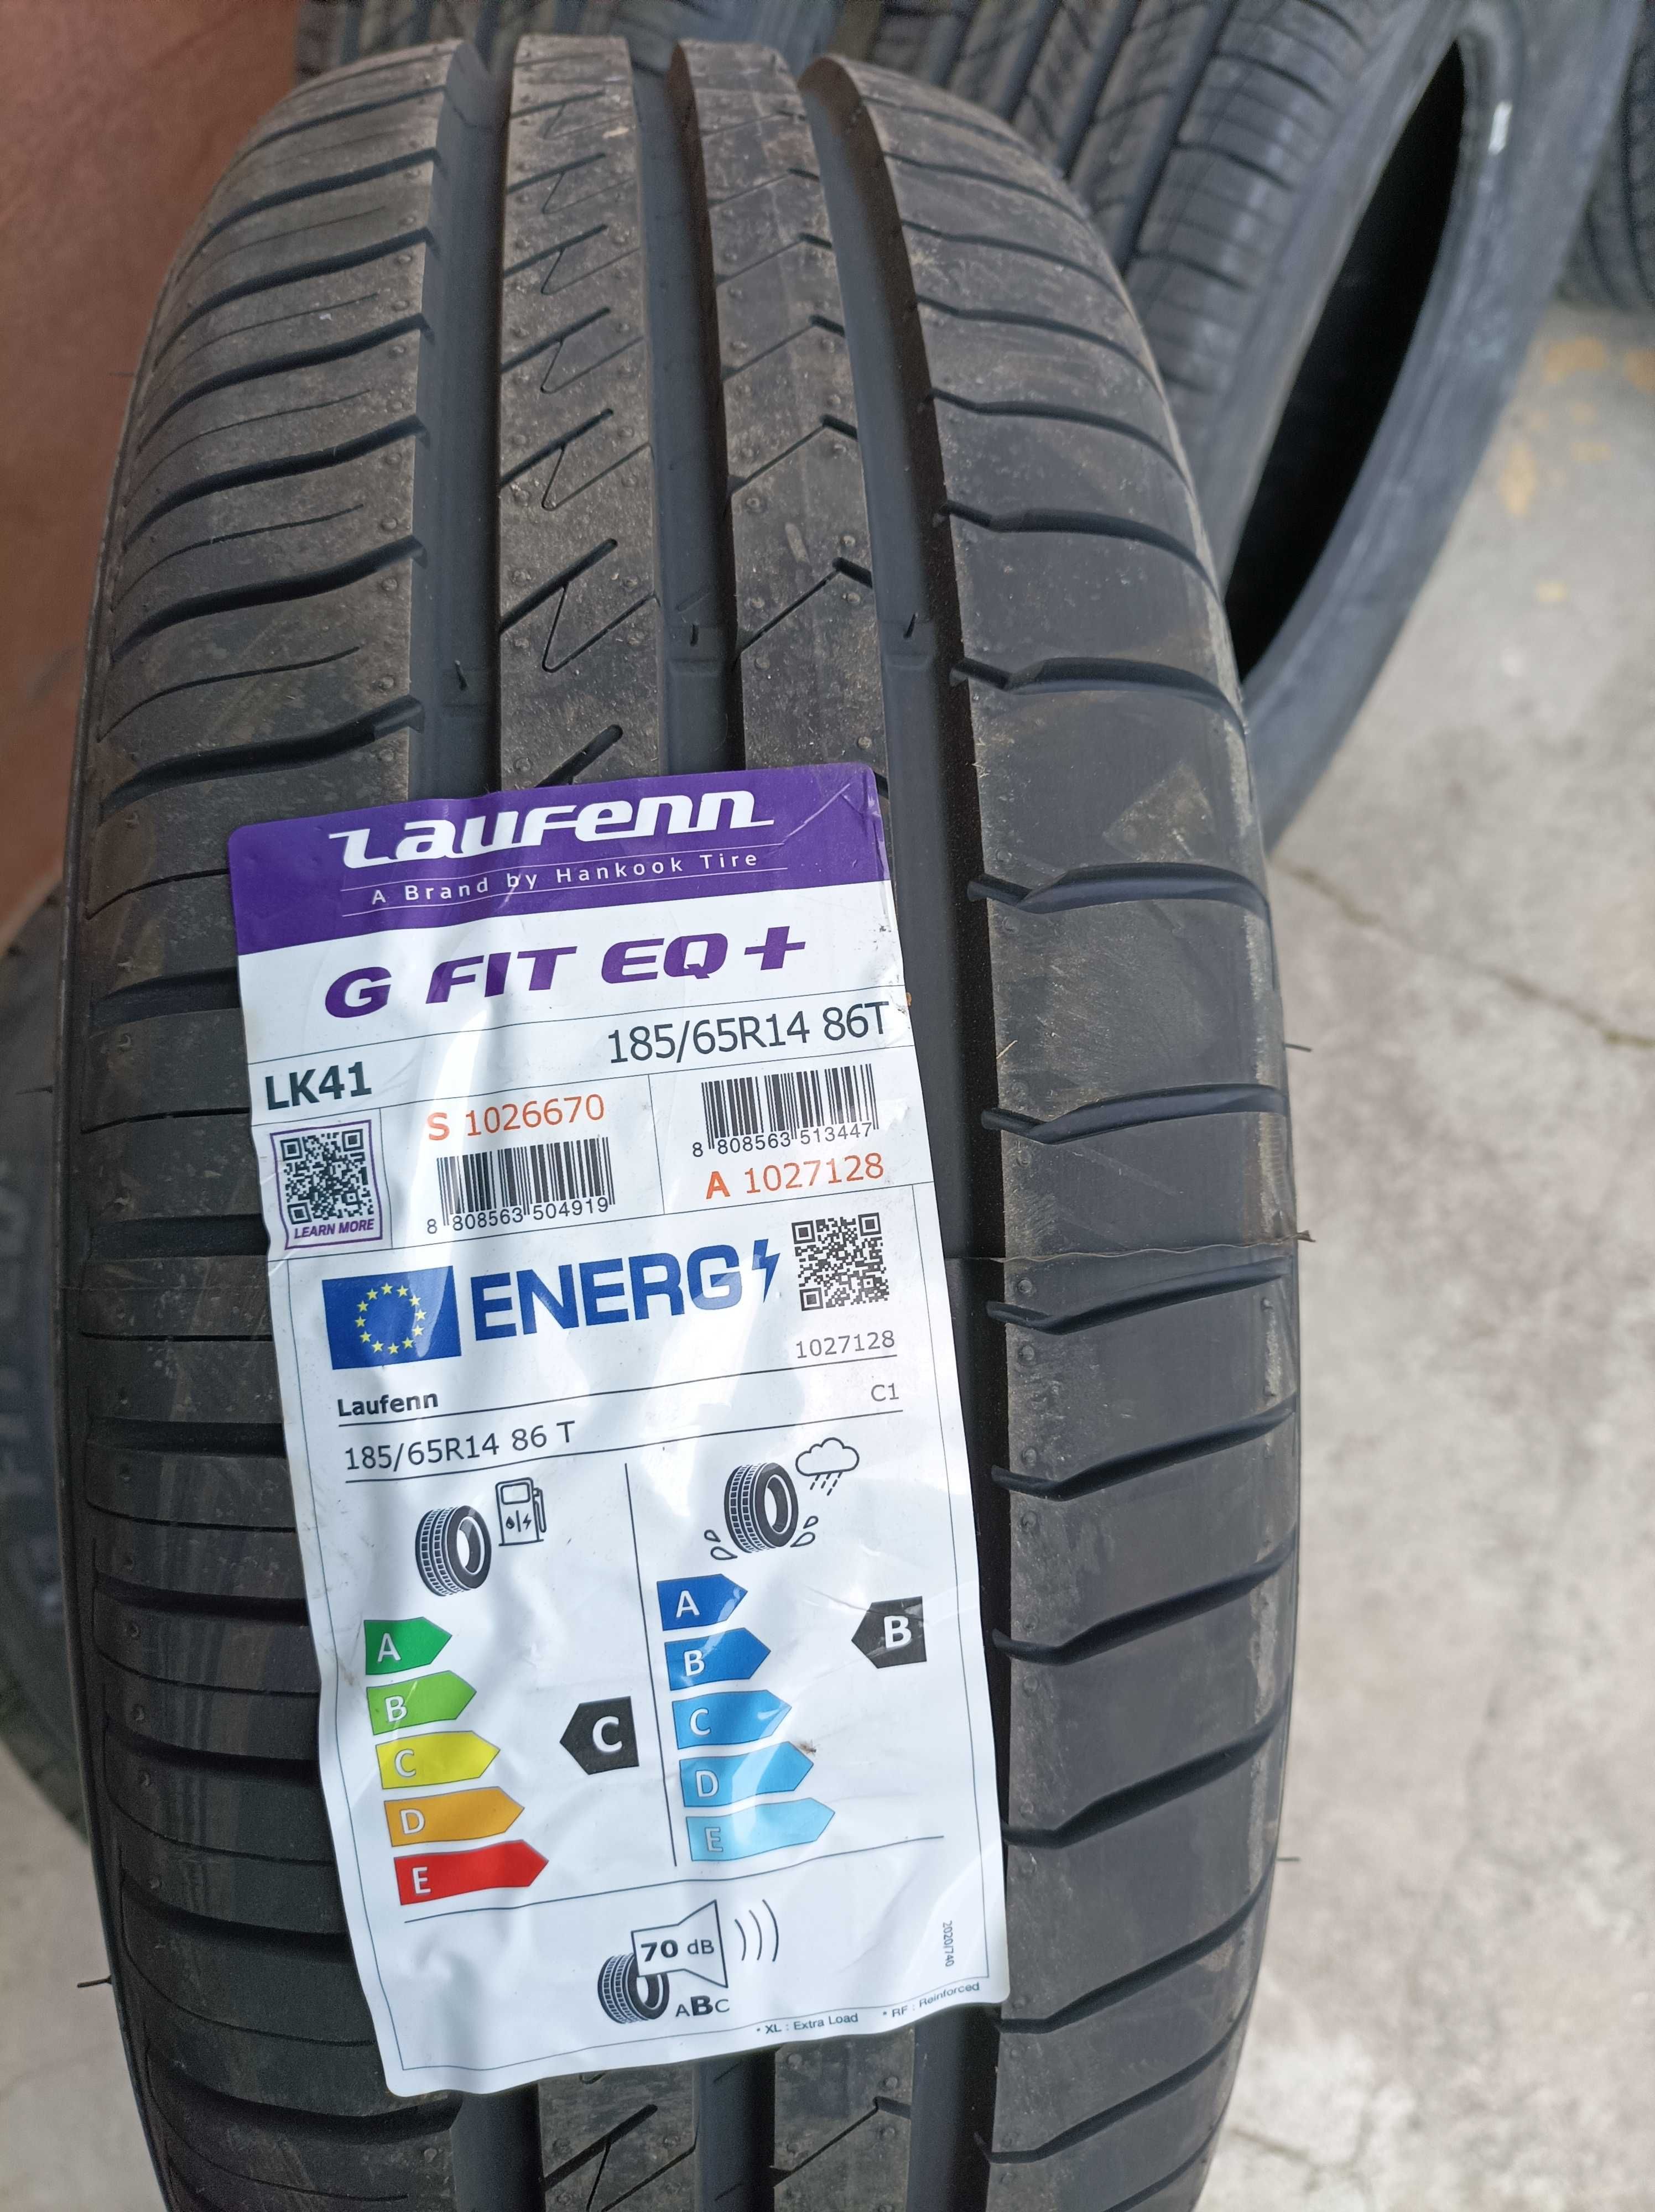 Laufenn
A Brand by Hankook Tire
G FIT EQ+
185/65R14 86T
LK41
S 1026670
8 808563 504919
8 808563 513447
A 1027128
LEARN MORE
ENERG
1027128
Laufenn
C1
185/65R14 86 T
A
B
C
D
E
C
A
B
C
D
E
B
70 dB
ABC
2020/740
* XL : Extra Load
* RF : Reinforced